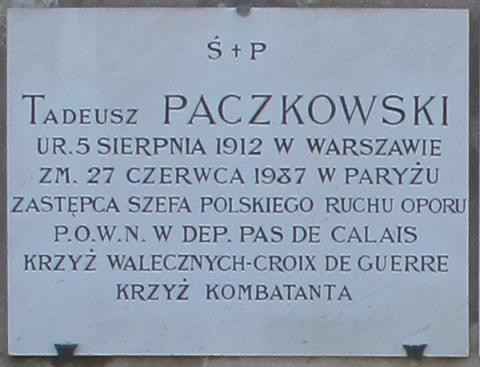 Ś † P
TADEUSZ PACZKOWSKI
UR. 5 SIERPNIA 1912 W WARSZAWIE
ZM. 27 CZERWCA 1987 W PARYŻU
ZASTĘPCA SZEFA POLSKIEGO RUCHU OPORU
P.O.W.N. W DEP. PAS DE CALAIS
KRZYŻ WALECZNYCH-CROIX DE GUERRE
KRZYŻ KOMBATANTA